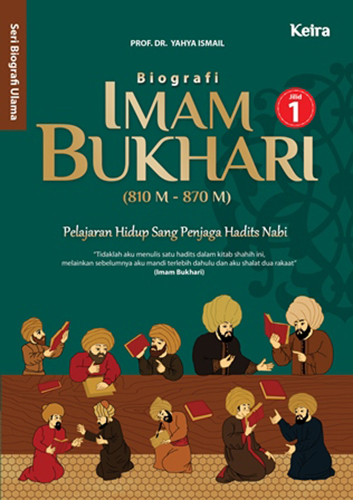 Seri Biografi Ulama
Keira
PROF. DR. YAHYA ISMAIL
Biografi
IMAM
Jilid
1
BUKHARI
(810 M - 870 M)
Pelajaran Hidup Sang Penjaga Hadits Nabi
"Tidaklah aku menulis satu hadits dalam kitab shahih ini,
melainkan sebelumnya aku mandi terlebih dahulu dan aku shalat dua rakaat"
(Imam Bukhari)